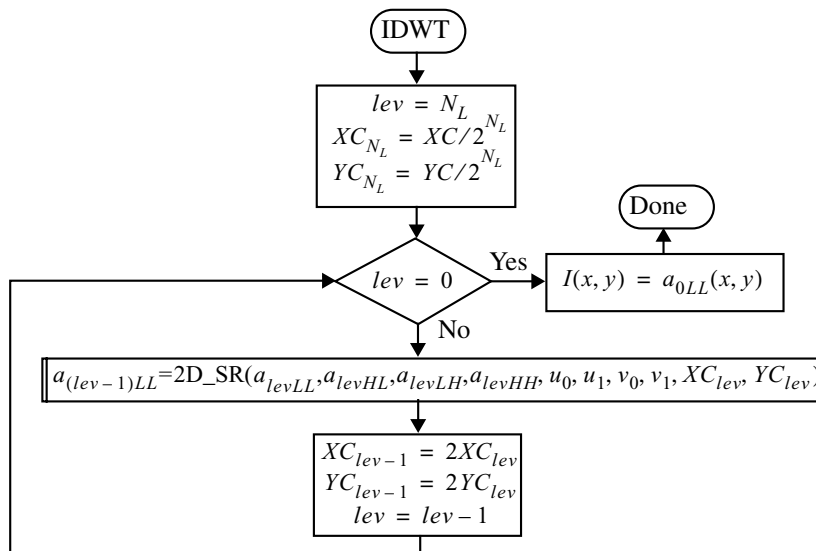 IDWT
lev = N_L
XC_{N_L} = XC/2^{N_L}
YC_{N_L} = YC/2^{N_L}
Done
lev = 0
Yes
I(x, y) = a_{0LL}(x, y)
No
a_{(lev−1)LL}=2D_SR(a_{levLL},a_{levHL},a_{levLH},a_{levHH}, u_0, u_1, v_0, v_1, XC_{lev}, YC_{lev})
XC_{lev−1} = 2XC_{lev}
YC_{lev−1} = 2YC_{lev}
lev = lev−1